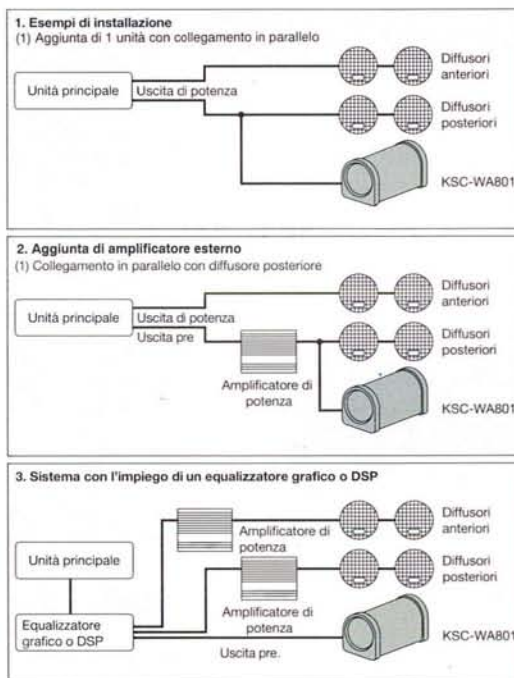 1. Esempi di installazione
(1) Aggiunta di 1 unità con collegamento in parallelo
Unità principale
Uscita di potenza
Diffusori
anteriori
Diffusori
posteriori
KSC-WA801
2. Aggiunta di amplificatore esterno
(1) Collegamento in parallelo con diffusore posteriore
Unità principale
Uscita di potenza
Uscita pre
Amplificatore di
potenza
Diffusori
anteriori
Diffusori
posteriori
KSC-WA801
3. Sistema con l'impiego di un equalizzatore grafico o DSP
Unità principale
Equalizzatore
grafico o DSP
Amplificatore di
potenza
Amplificatore di
potenza
Uscita pre.
Diffusori
anteriori
Diffusori
posteriori
KSC-WA801